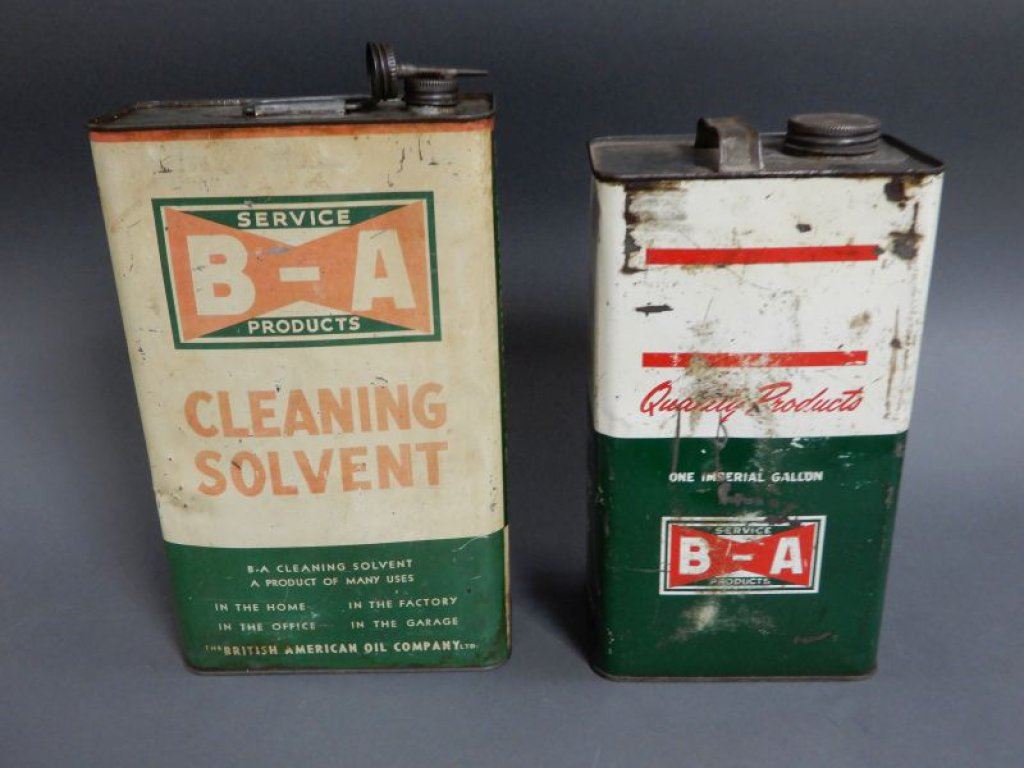 SERVICE
B-A
PRODUCTS
CLEANING
SOLVENT
B-A CLEANING SOLVENT
A PRODUCT OF MANY USES
IN THE HOME IN THE FACTORY
IN THE OFFICE IN THE GARAGE
THE BRITISH AMERICAN OIL COMPANY LTD.
Quality Products
ONE IMPERIAL GALLON
SERVICE
B-A
PRODUCTS